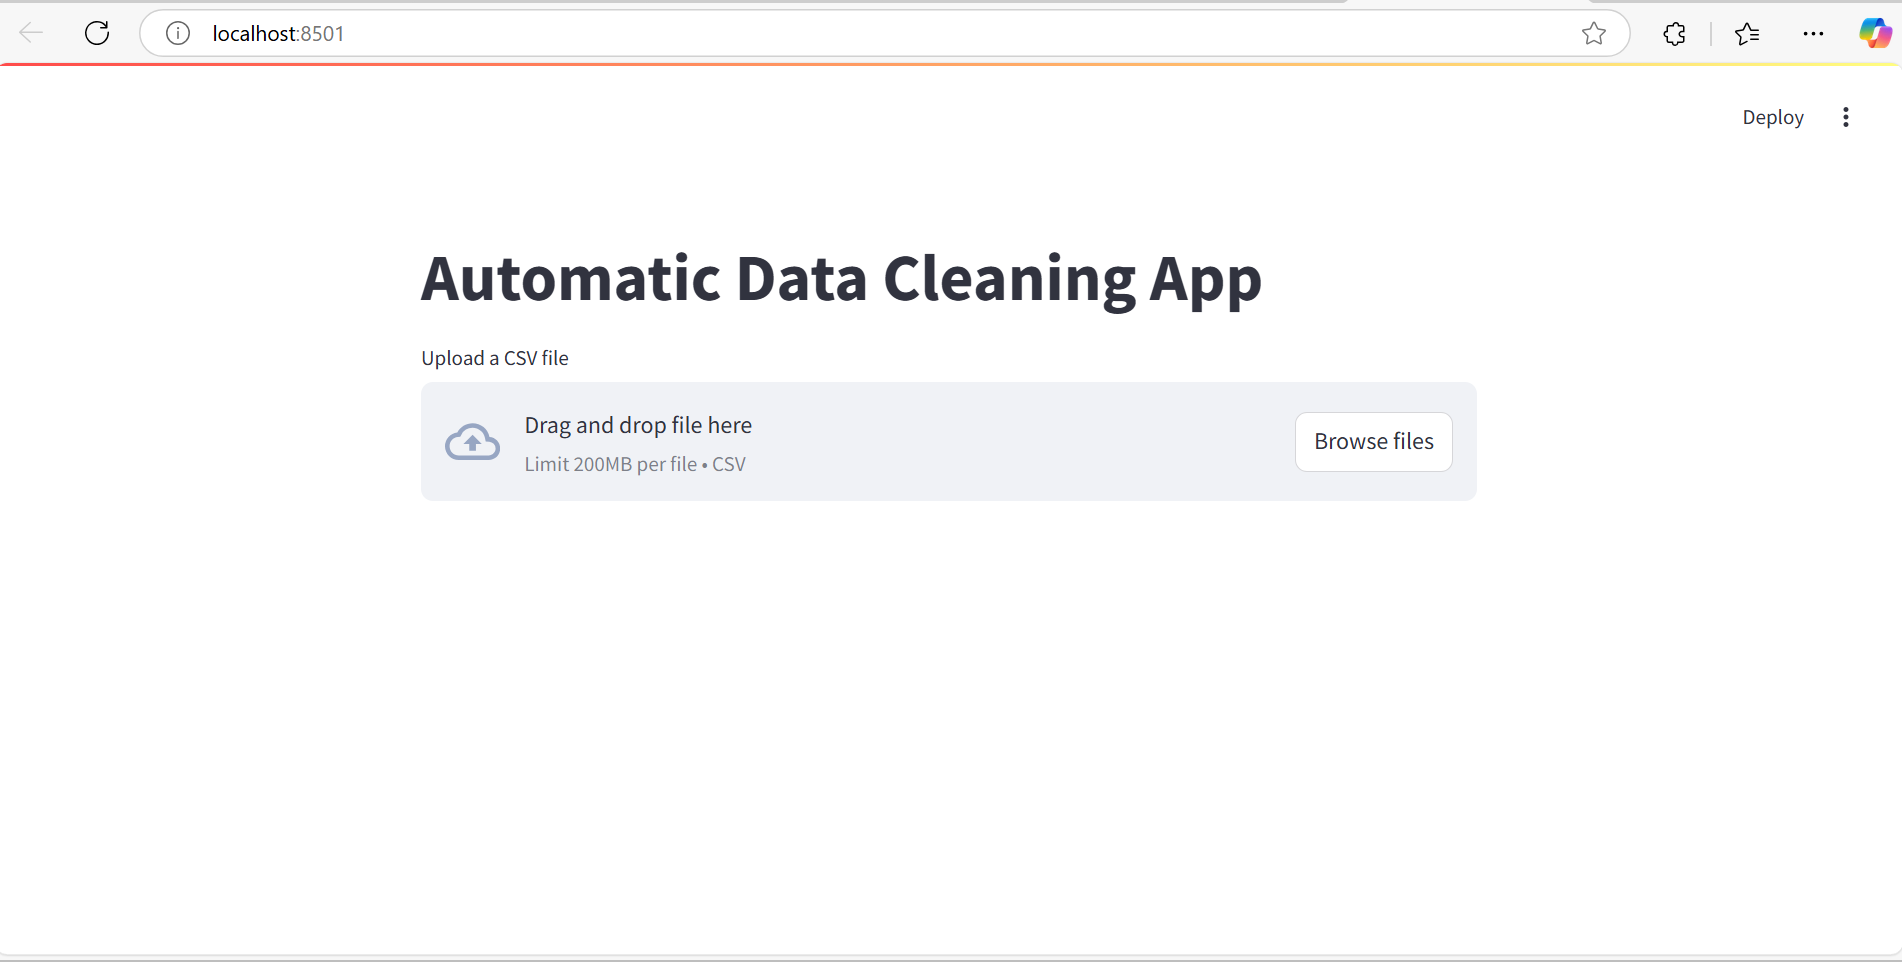 localhost:8501
Deploy
Automatic Data Cleaning App
Upload a CSV file
Drag and drop file here
Limit 200MB per file • CSV
Browse files